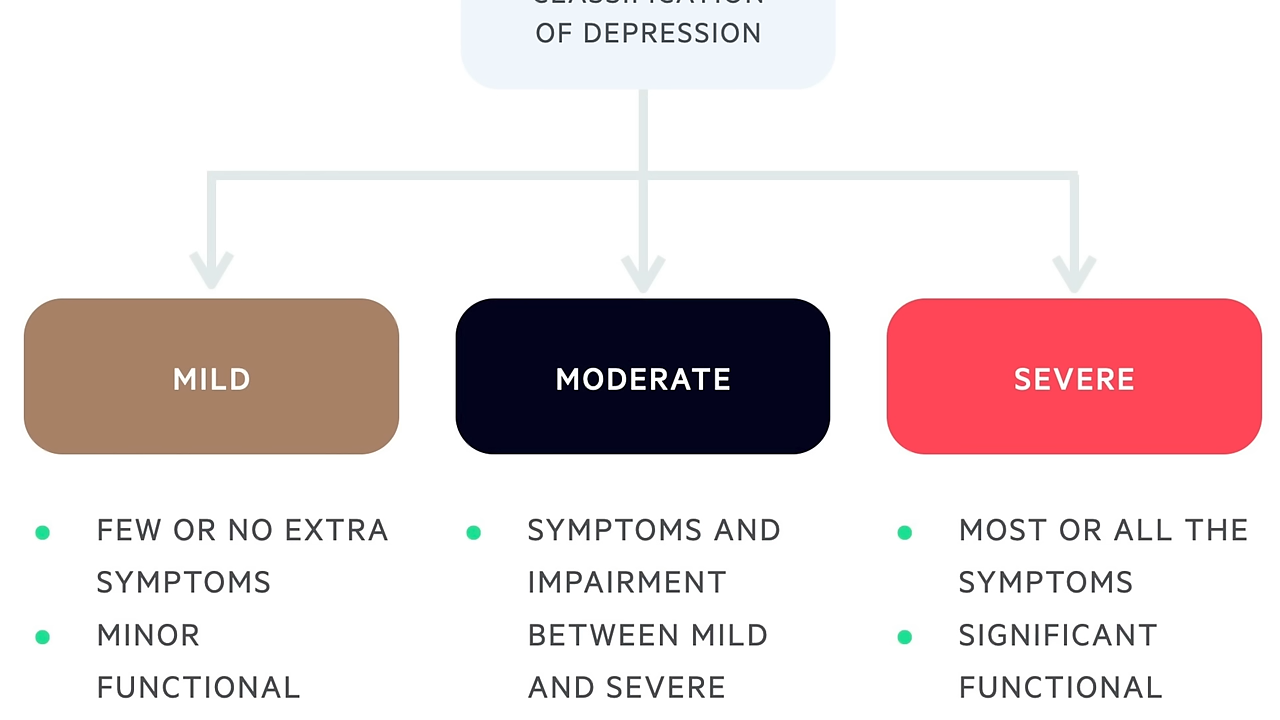 CLASSIFICATION
OF DEPRESSION
MILD
MODERATE
SEVERE
FEW OR NO EXTRA
SYMPTOMS
MINOR
FUNCTIONAL
SYMPTOMS AND
IMPAIRMENT
BETWEEN MILD
AND SEVERE
MOST OR ALL THE
SYMPTOMS
SIGNIFICANT
FUNCTIONAL